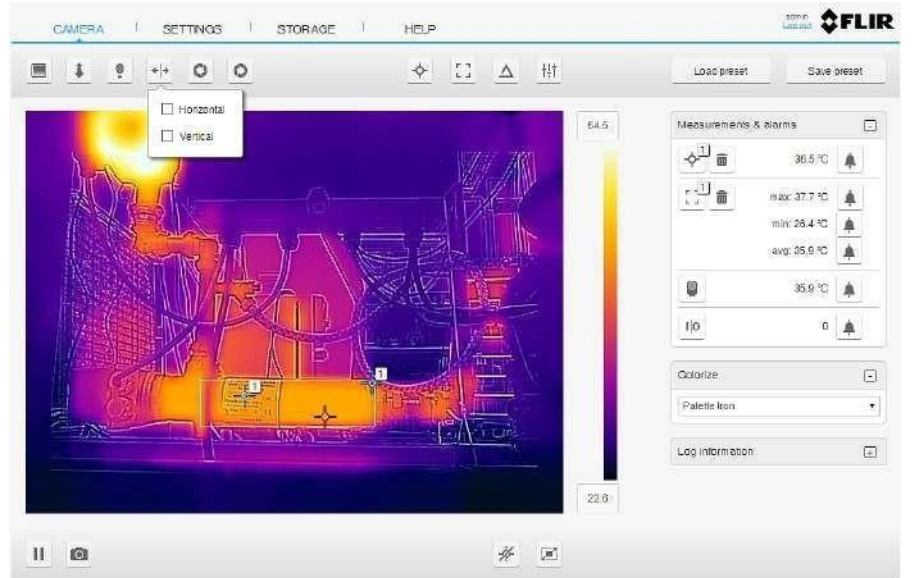 CAMERA SETTINGS STORAGE HELP
admin
Log out
FLIR
Load preset Save preset
Horizontal
Vertical
54.5
22.6
Measurements & alarms
1
36.5 °C
1
max: 37.7 °C
min: 26.4 °C
avg: 35.9 °C
35.9 °C
I|O 0
Colorize
Palette Iron
Log information
1
1